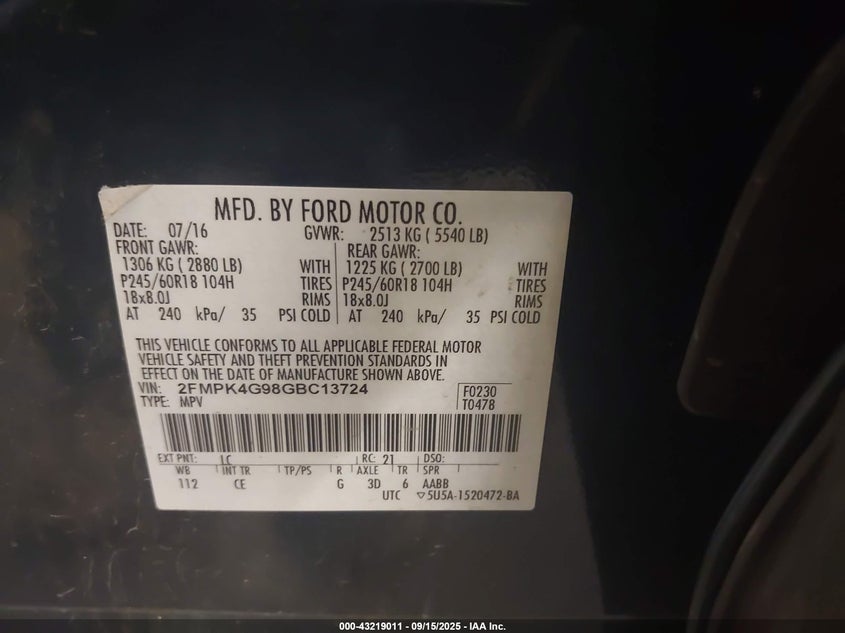 MFD. BY FORD MOTOR CO.
DATE: 07/16 GVWR: 2513 KG ( 5540 LB)
FRONT GAWR: REAR GAWR:
1306 KG ( 2880 LB) WITH 1225 KG ( 2700 LB) WITH
P245/60R18 104H TIRES P245/60R18 104H TIRES
18x8.0J RIMS 18x8.0J RIMS
AT 240 kPa/ 35 PSI COLD AT 240 kPa/ 35 PSI COLD
THIS VEHICLE CONFORMS TO ALL APPLICABLE FEDERAL MOTOR
VEHICLE SAFETY AND THEFT PREVENTION STANDARDS IN
EFFECT ON THE DATE OF MANUFACTURE SHOWN ABOVE.
VIN: 2FMPK4G98GBC13724 F0230
TYPE: MPV T0478
EXT PNT: LC RC: 21 DSO:
WB INT TR TP/PS R AXLE TR SPR
112 CE G 3D 6 AABB
UTC ▽5U5A-1520472-BA
000-43219011 - 09/15/2025 - IAA Inc.